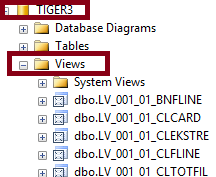 TIGER3
Database Diagrams
Tables
Views
System Views
dbo.LV_001_01_BNFLINE
dbo.LV_001_01_CLCARD
dbo.LV_001_01_CLEKSTRE
dbo.LV_001_01_CLFLINE
dbo.LV_001_01_CLTOTFIL